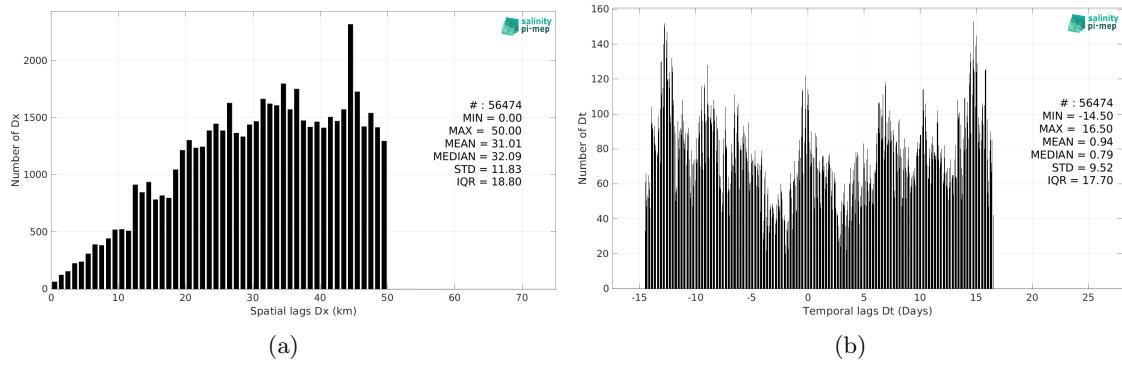 salinity
pi-mep
# : 56474
MIN = 0.00
MAX = 50.00
MEAN = 31.01
MEDIAN = 32.09
STD = 11.83
IQR = 18.80
Number of Dx
2000
1500
1000
500
0
0 10 20 30 40 50 60 70
Spatial lags Dx (km)
(a)
salinity
pi-mep
# : 56474
MIN = -14.50
MAX = 16.50
MEAN = 0.94
MEDIAN = 0.79
STD = 9.52
IQR = 17.70
Number of Dt
160
140
120
100
80
60
40
20
0
-15 -10 -5 0 5 10 15 20 25
Temporal lags Dt (Days)
(b)